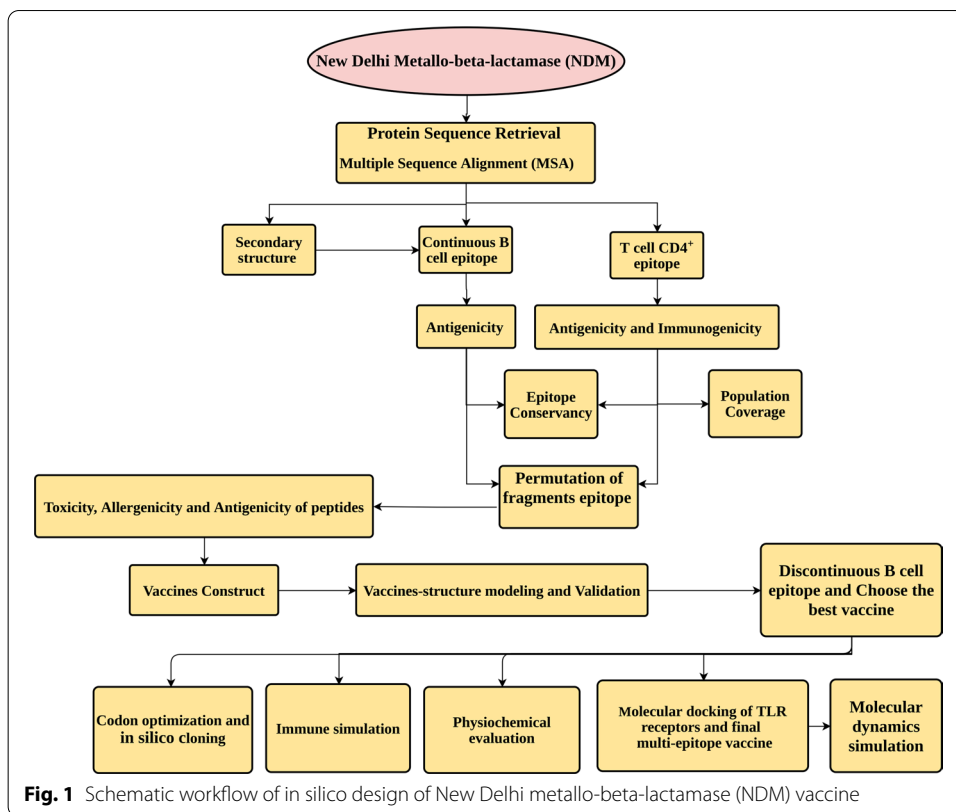 New Delhi Metallo-beta-lactamase (NDM)
Protein Sequence Retrieval
Multiple Sequence Alignment (MSA)
Secondary
structure
Continuous B
cell epitope
T cell CD4+
epitope
Antigenicity
Antigenicity and Immunogenicity
Epitope
Conservancy
Population
Coverage
Permutation of
fragments epitope
Toxicity, Allergenicity and Antigenicity of peptides
Vaccines Construct
Vaccines-structure modeling and Validation
Discontinuous B cell
epitope and Choose the
best vaccine
Codon optimization and
in silico cloning
Immune simulation
Physiochemical
evaluation
Molecular docking of TLR
receptors and final
multi-epitope vaccine
Molecular
dynamics
simulation
Fig. 1 Schematic workflow of in silico design of New Delhi metallo-beta-lactamase (NDM) vaccine